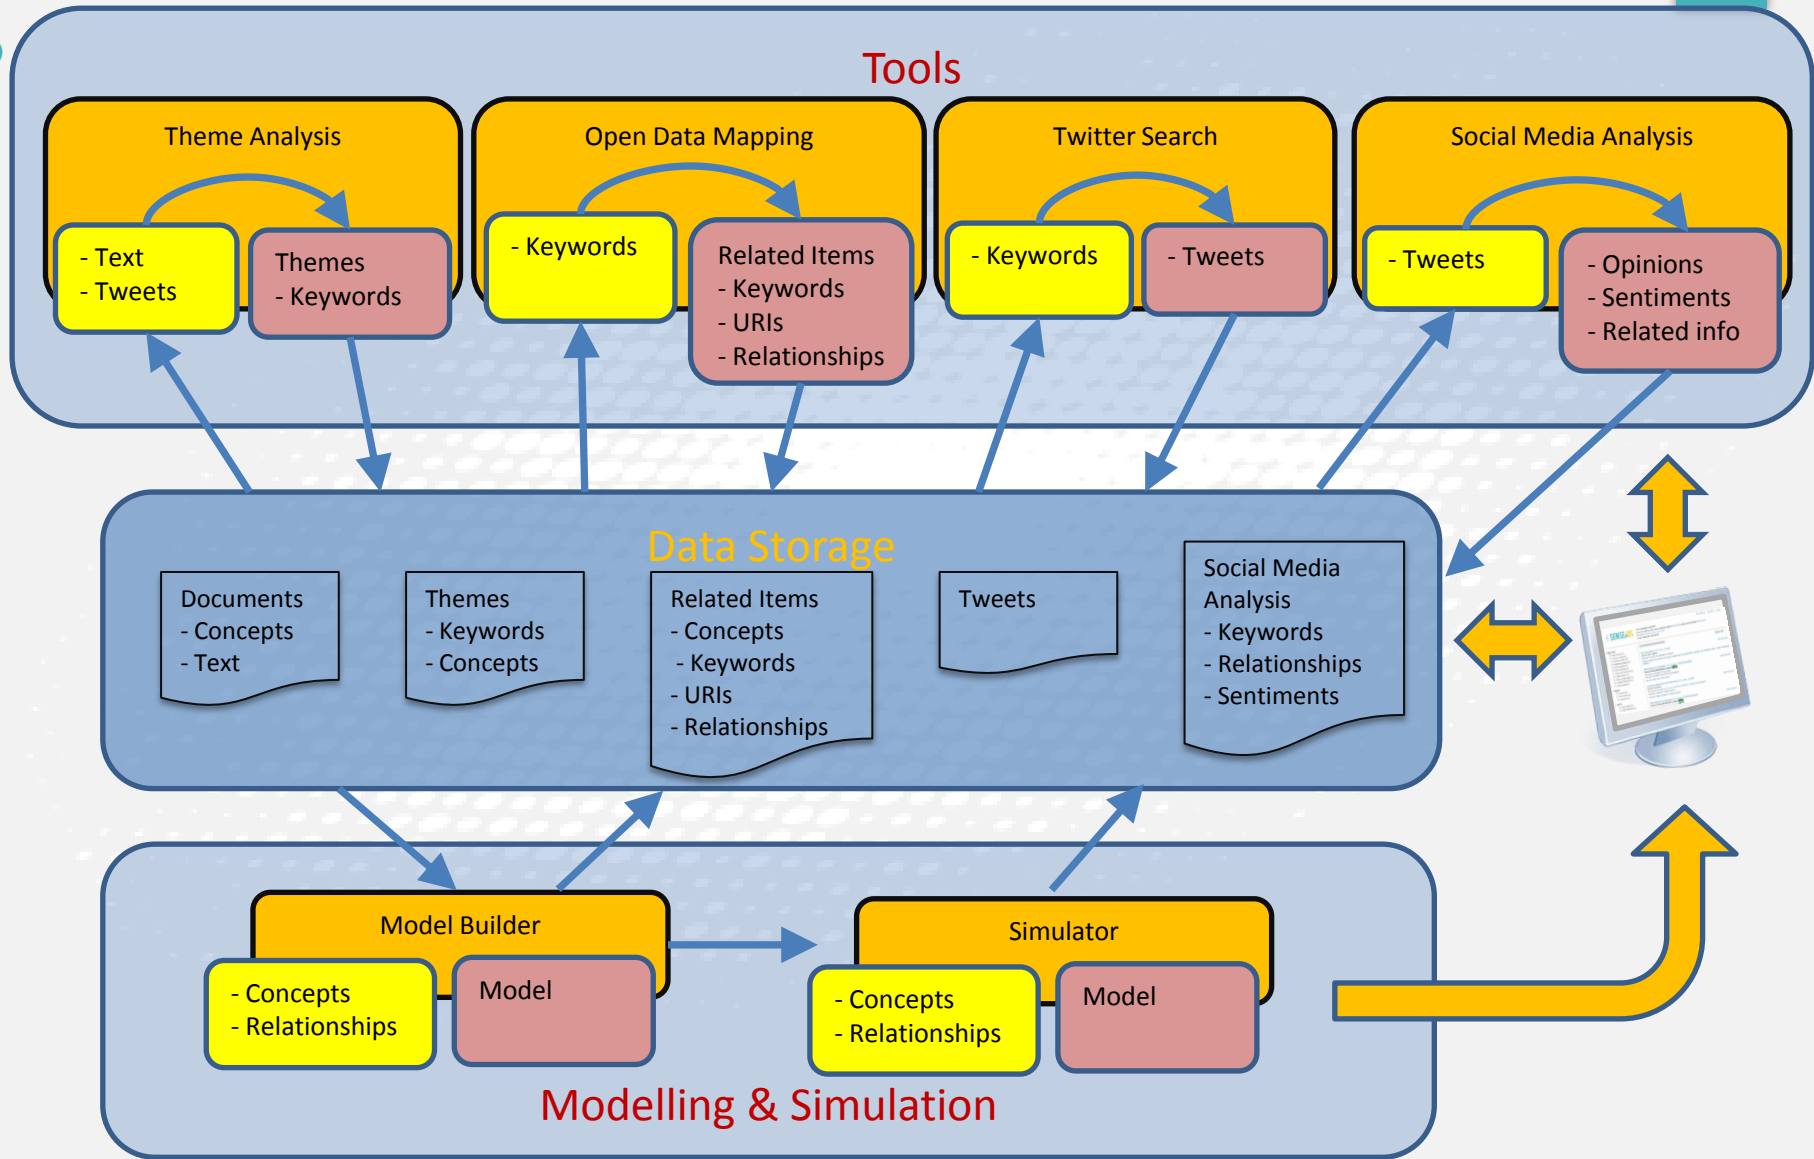 Tools
Theme Analysis
- Text
- Tweets
Themes
- Keywords
Open Data Mapping
- Keywords
Related Items
- Keywords
- URIs
- Relationships
Twitter Search
- Keywords
- Tweets
Social Media Analysis
- Tweets
- Opinions
- Sentiments
- Related info
Data Storage
Documents
- Concepts
- Text
Themes
- Keywords
- Concepts
Related Items
- Concepts
- Keywords
- URIs
- Relationships
Tweets
Social Media
Analysis
- Keywords
- Relationships
- Sentiments
Model Builder
- Concepts
- Relationships
Model
Simulator
- Concepts
- Relationships
Model
Modelling & Simulation